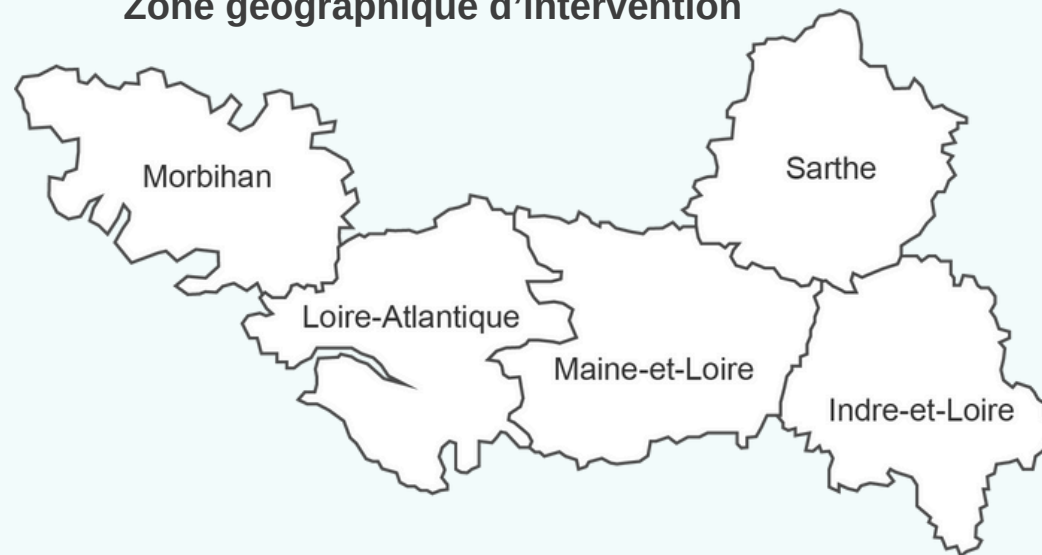 Zone géographique d'intervention
Sarthe
Morbihan
Loire-Atlantique
Maine-et-Loire
Indre-et-Loire